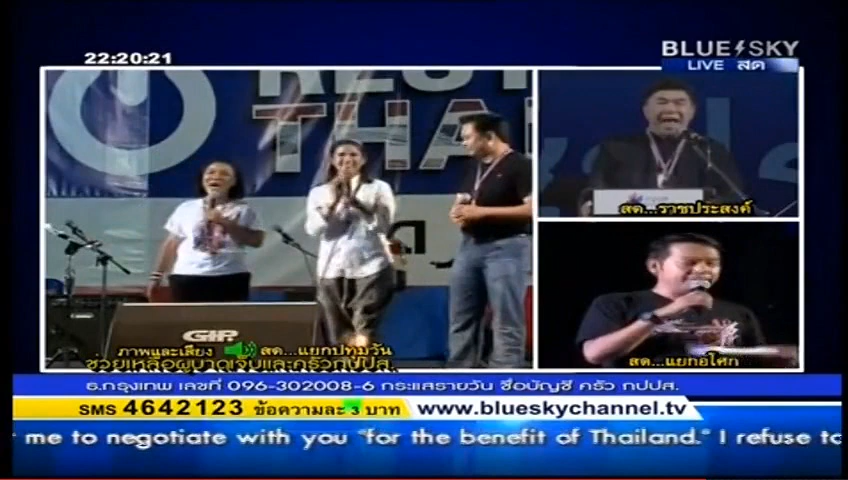 22:20:21
BLUE SKY
LIVE สด
REST
THAI
สด...ราชประสงค์
GIP
ภาพและเสียง สด...แยกปทุมวัน
ช่วยเหลือผู้บาดเจ็บและครัวกปปส.
สด...แยกอโศก
ธ.กรุงเทพ เลขที่ 096-302008-6 กระแสรายวัน ชื่อบัญชี ครัว กปปส.
SMS 4642123 ข้อความละ 3 บาท www.blueskychannel.tv
me to negotiate with you "for the benefit of Thailand." I refuse to